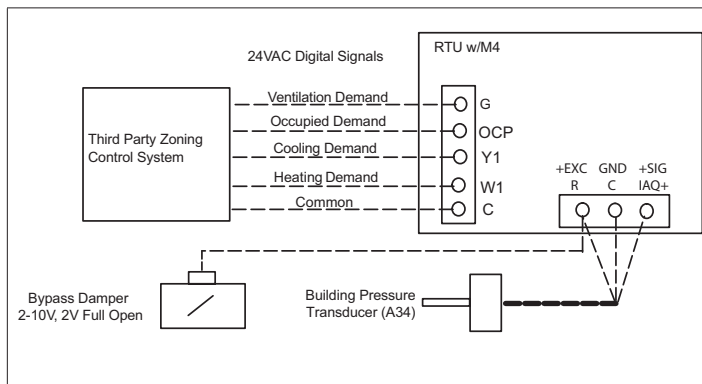 RTU w/M4
24VAC Digital Signals
Third Party Zoning
Control System
Ventilation Demand
G
Occupied Demand
OCP
Cooling Demand
Y1
Heating Demand
W1
Common
C
+EXC GND +SIG
R C IAQ+
Bypass Damper
2-10V, 2V Full Open
Building Pressure
Transducer (A34)